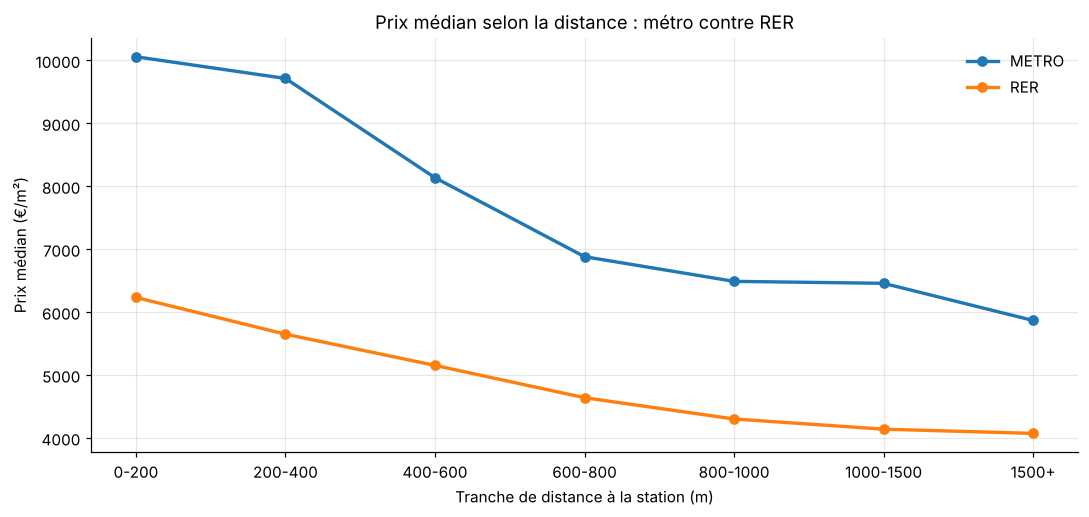 Prix médian selon la distance : métro contre RER
METRO
RER
Prix médian (€/m²)
10000
9000
8000
7000
6000
5000
4000
0-200
200-400
400-600
600-800
800-1000
1000-1500
1500+
Tranche de distance à la station (m)